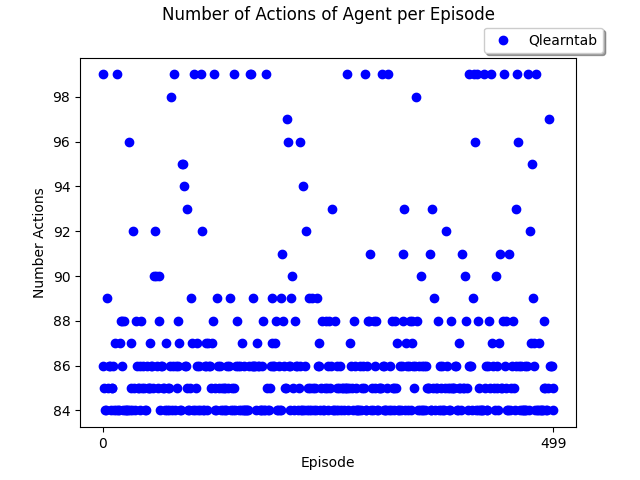 Number of Actions of Agent per Episode
Qlearntab
98
96
94
92
90
88
86
84
Number Actions
0
499
Episode